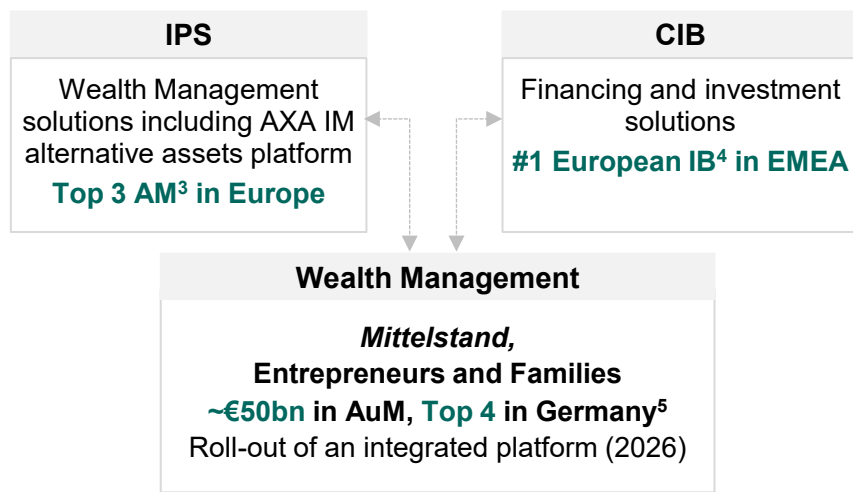 IPS
Wealth Management
solutions including AXA IM
alternative assets platform
Top 3 AM³ in Europe
CIB
Financing and investment
solutions
#1 European IB⁴ in EMEA
Wealth Management
Mittelstand,
Entrepreneurs and Families
~€50bn in AuM, Top 4 in Germany⁵
Roll-out of an integrated platform (2026)